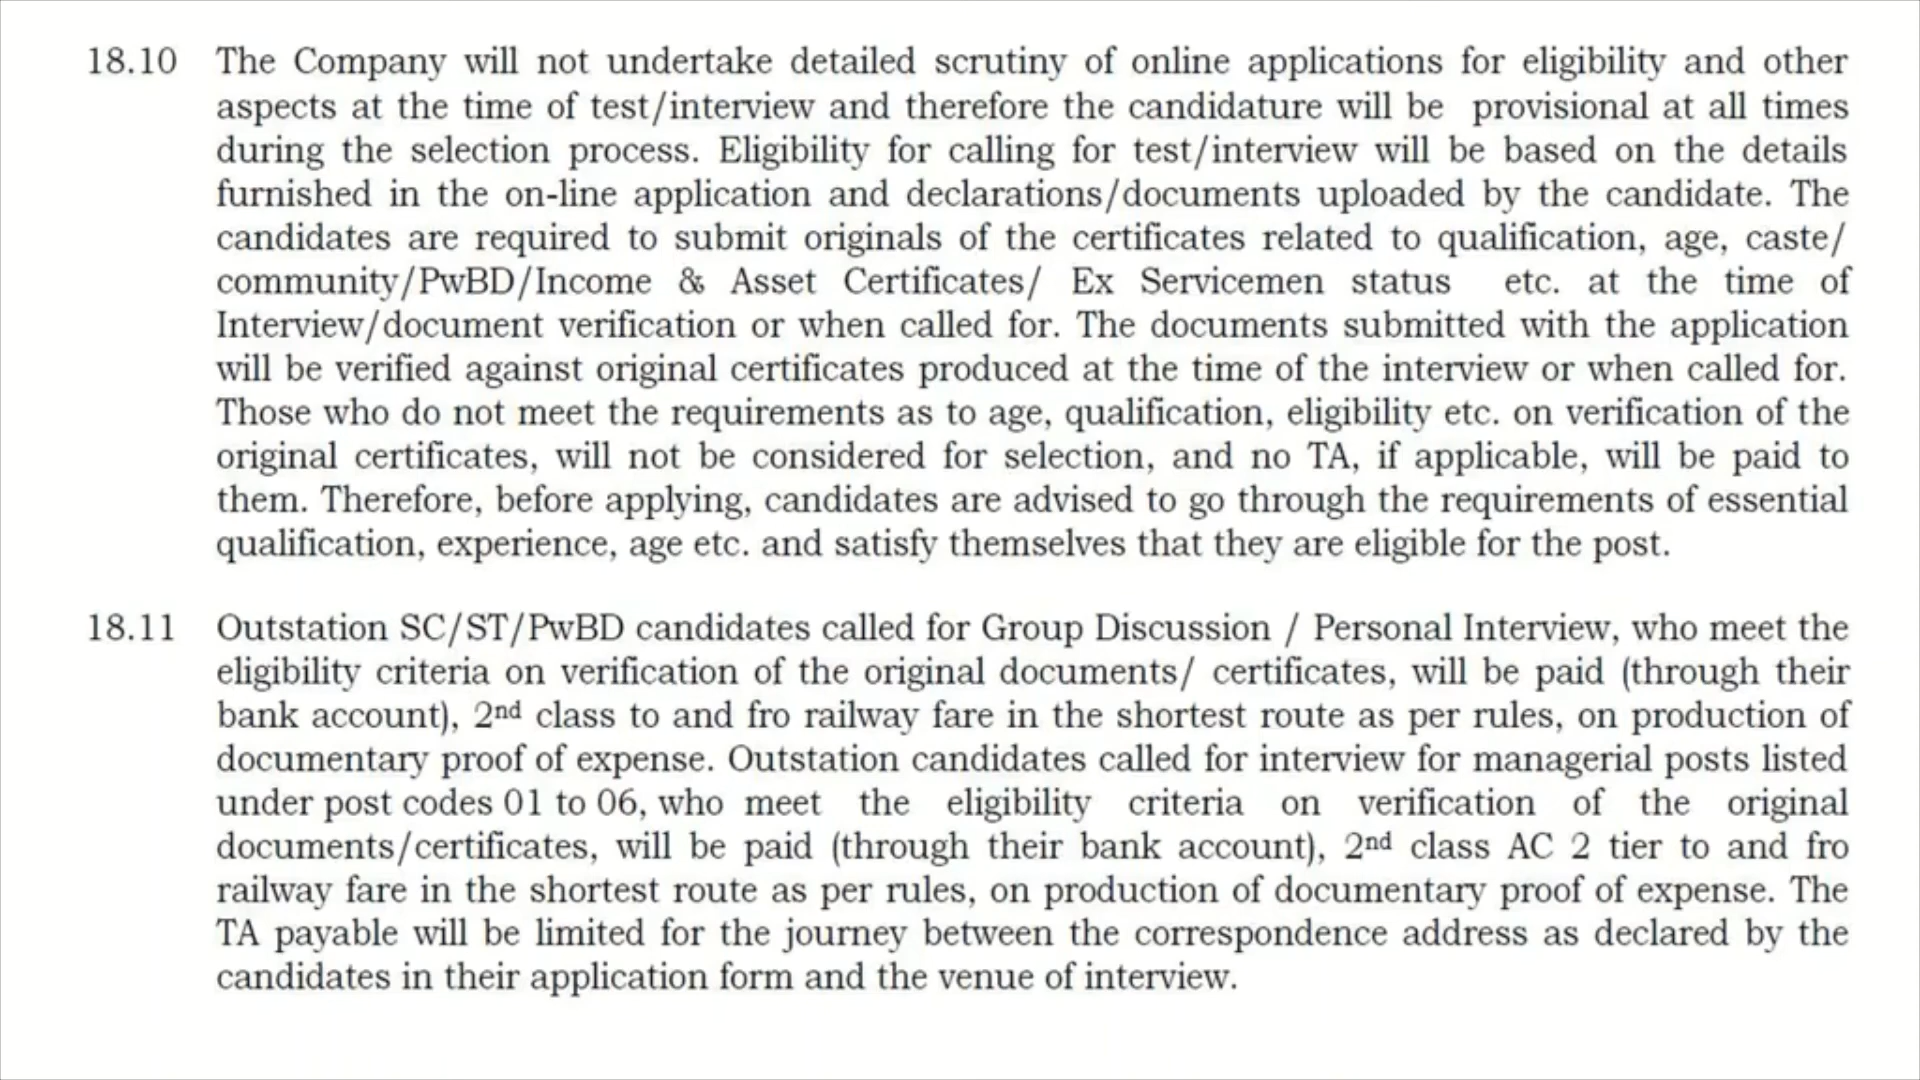 18.10 The Company will not undertake detailed scrutiny of online applications for eligibility and other
aspects at the time of test/interview and therefore the candidature will be provisional at all times
during the selection process. Eligibility for calling for test/interview will be based on the details
furnished in the on-line application and declarations/documents uploaded by the candidate. The
candidates are required to submit originals of the certificates related to qualification, age, caste/
community/PwBD/Income & Asset Certificates/ Ex Servicemen status etc. at the time of
Interview/document verification or when called for. The documents submitted with the application
will be verified against original certificates produced at the time of the interview or when called for.
Those who do not meet the requirements as to age, qualification, eligibility etc. on verification of the
original certificates, will not be considered for selection, and no TA, if applicable, will be paid to
them. Therefore, before applying, candidates are advised to go through the requirements of essential
qualification, experience, age etc. and satisfy themselves that they are eligible for the post.
18.11 Outstation SC/ST/PwBD candidates called for Group Discussion / Personal Interview, who meet the
eligibility criteria on verification of the original documents/ certificates, will be paid (through their
bank account), 2nd class to and fro railway fare in the shortest route as per rules, on production of
documentary proof of expense. Outstation candidates called for interview for managerial posts listed
under post codes 01 to 06, who meet the eligibility criteria on verification of the original
documents/certificates, will be paid (through their bank account), 2nd class AC 2 tier to and fro
railway fare in the shortest route as per rules, on production of documentary proof of expense. The
TA payable will be limited for the journey between the correspondence address as declared by the
candidates in their application form and the venue of interview.